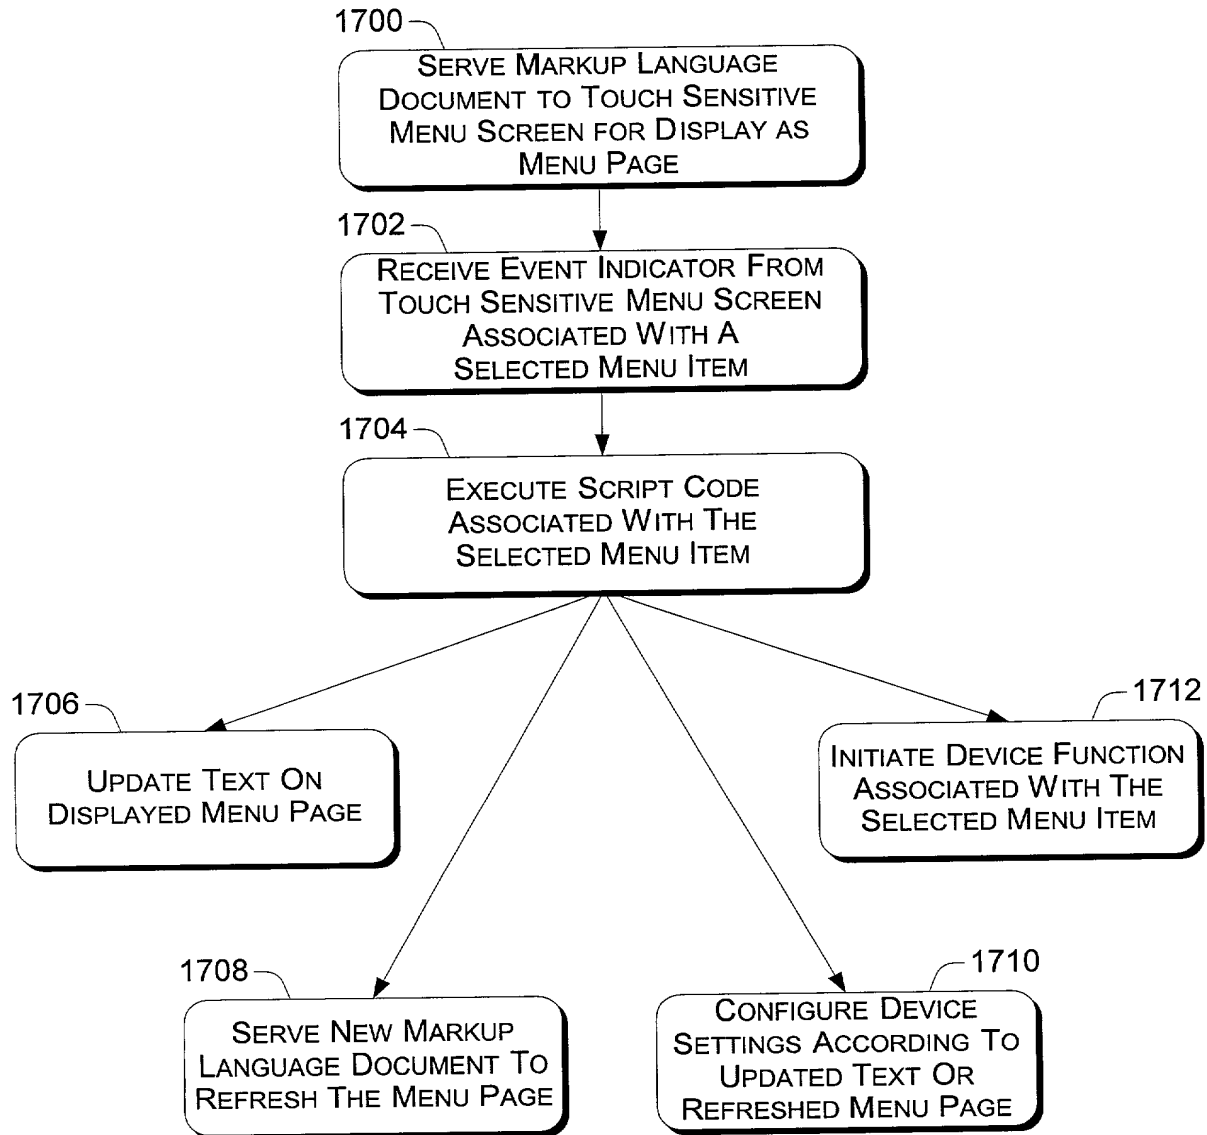 1700
SERVE MARKUP LANGUAGE
DOCUMENT TO TOUCH SENSITIVE
MENU SCREEN FOR DISPLAY AS
MENU PAGE
1702
RECEIVE EVENT INDICATOR FROM
TOUCH SENSITIVE MENU SCREEN
ASSOCIATED WITH A
SELECTED MENU ITEM
1704
EXECUTE SCRIPT CODE
ASSOCIATED WITH THE
SELECTED MENU ITEM
1706
UPDATE TEXT ON
DISPLAYED MENU PAGE
1712
INITIATE DEVICE FUNCTION
ASSOCIATED WITH THE
SELECTED MENU ITEM
1708
SERVE NEW MARKUP
LANGUAGE DOCUMENT TO
REFRESH THE MENU PAGE
1710
CONFIGURE DEVICE
SETTINGS ACCORDING TO
UPDATED TEXT OR
REFRESHED MENU PAGE